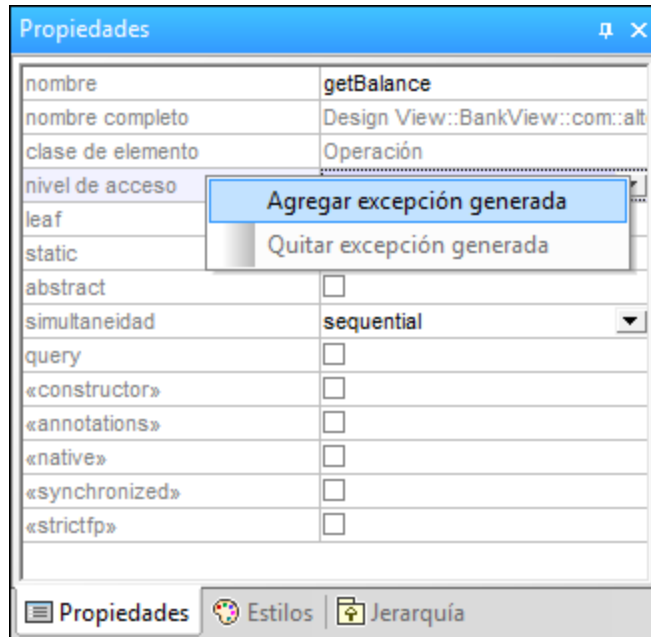 Propiedades
nombre getBalance
nombre completo Design View::BankView::com::alt
clase de elemento Operación
nivel de acceso
Agregar excepción generada
leaf
static
Quitar excepción generada
abstract
simultaneidad sequential
query
«constructor»
«annotations»
«native»
«synchronized»
«strictfp»
Propiedades Estilos Jerarquía